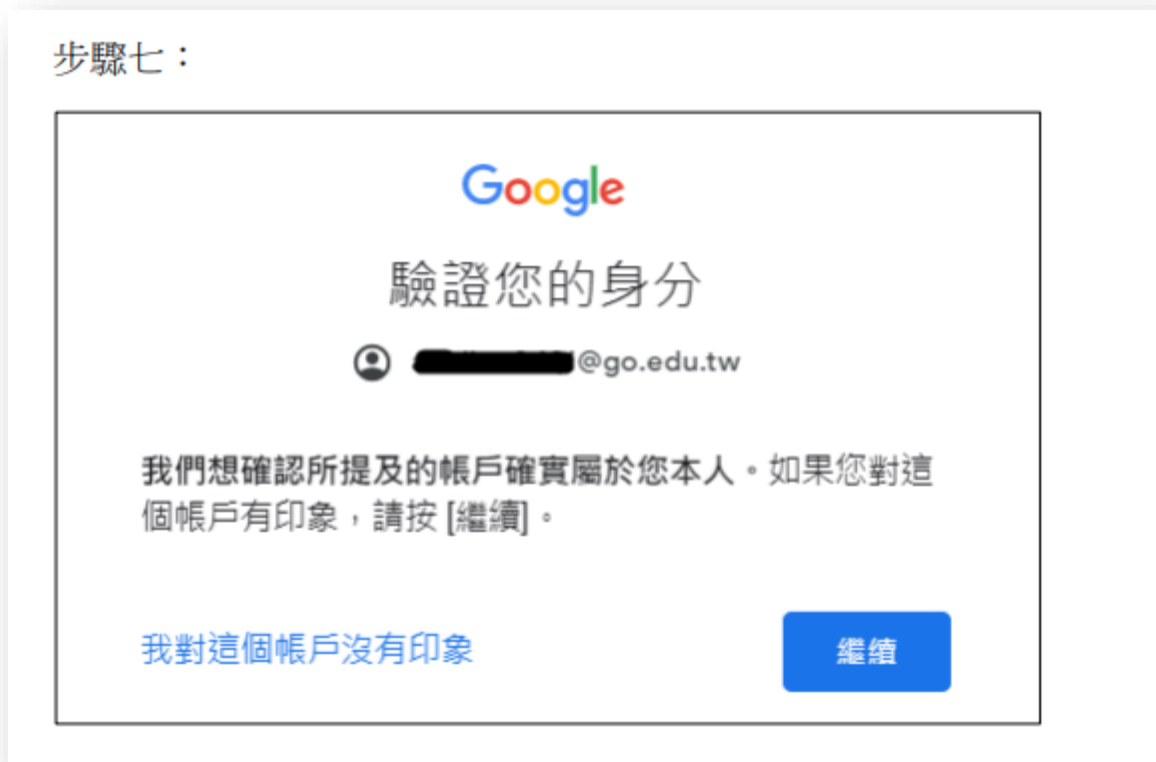 步驟七：
Google
驗證您的身分
@go.edu.tw
我們想確認所提及的帳戶確實屬於您本人。如果您對這
個帳戶有印象，請按 [繼續]。
我對這個帳戶沒有印象
繼續